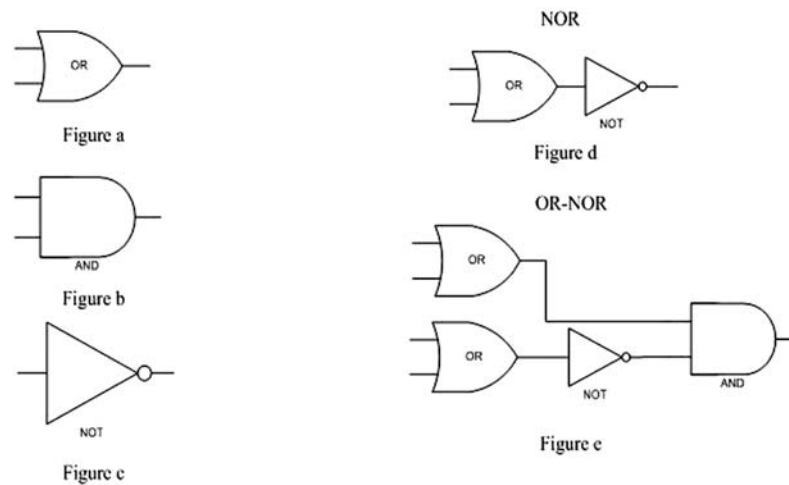 OR
Figure a
AND
Figure b
NOT
Figure c
NOR
OR
NOT
Figure d
OR-NOR
OR
OR
NOT
AND
Figure e